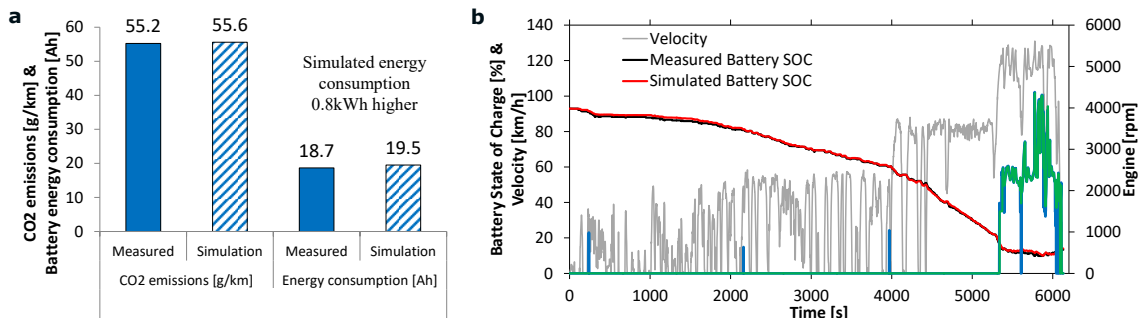 a
CO2 emissions [g/km] &
Battery energy consumption [Ah]
60
50
40
30
20
10
0
55.2
55.6
18.7
19.5
Simulated energy
consumption
0.8kWh higher
Measured
Simulation
Measured
Simulation
CO2 emissions [g/km]
Energy consumption [Ah]
b
Battery State of Charge [%] &
Velocity [km/h]
140
120
100
80
60
40
20
0
Velocity
Measured Battery SOC
Simulated Battery SOC
6000
5000
4000
3000
2000
1000
0
Engine [rpm]
0
1000
2000
3000
4000
5000
6000
Time [s]